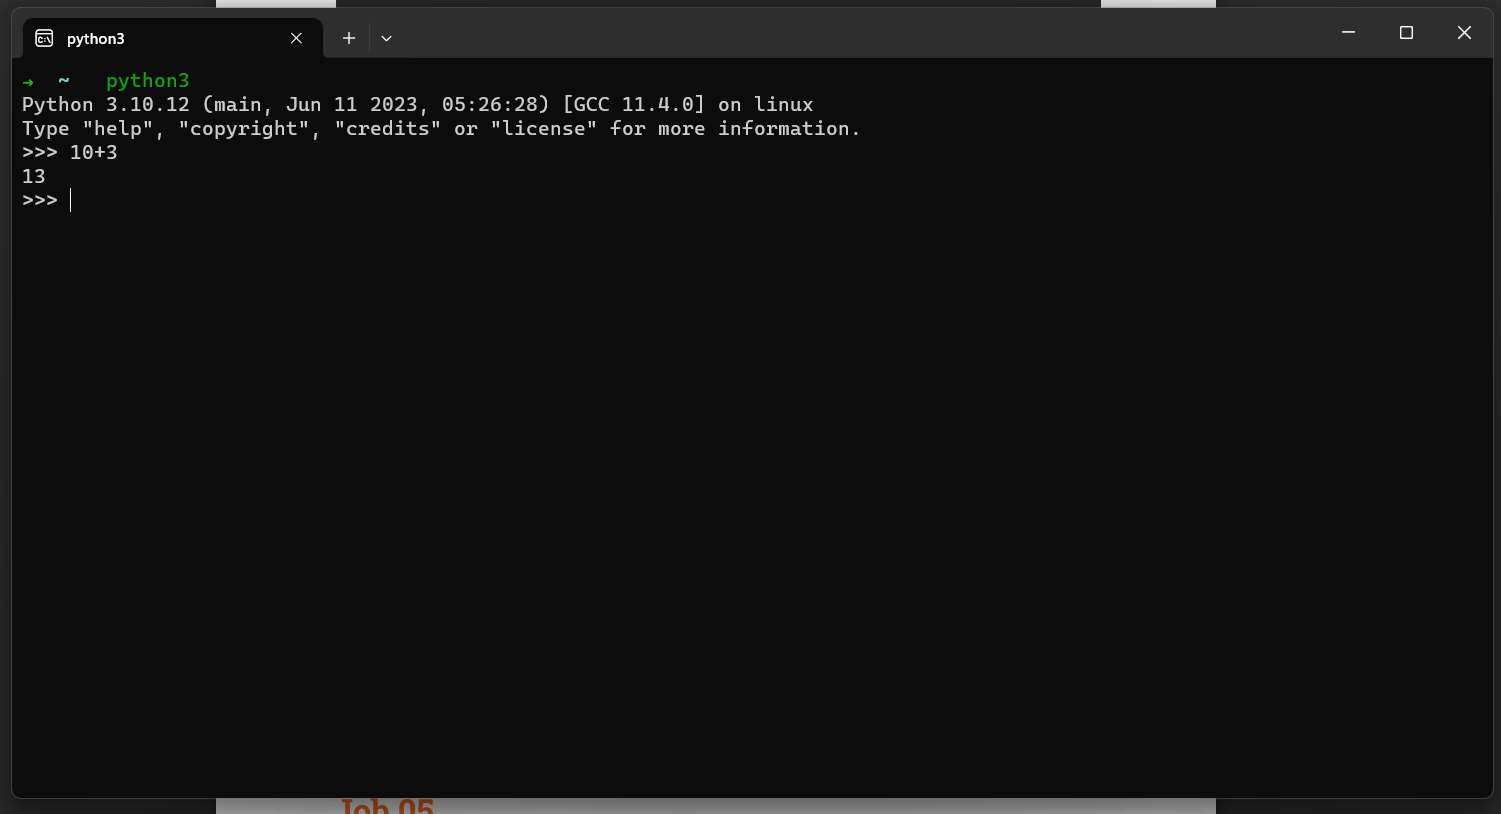 python3
→ ~ python3
Python 3.10.12 (main, Jun 11 2023, 05:26:28) [GCC 11.4.0] on linux
Type "help", "copyright", "credits" or "license" for more information.
>>> 10+3
13
>>>
Job 05